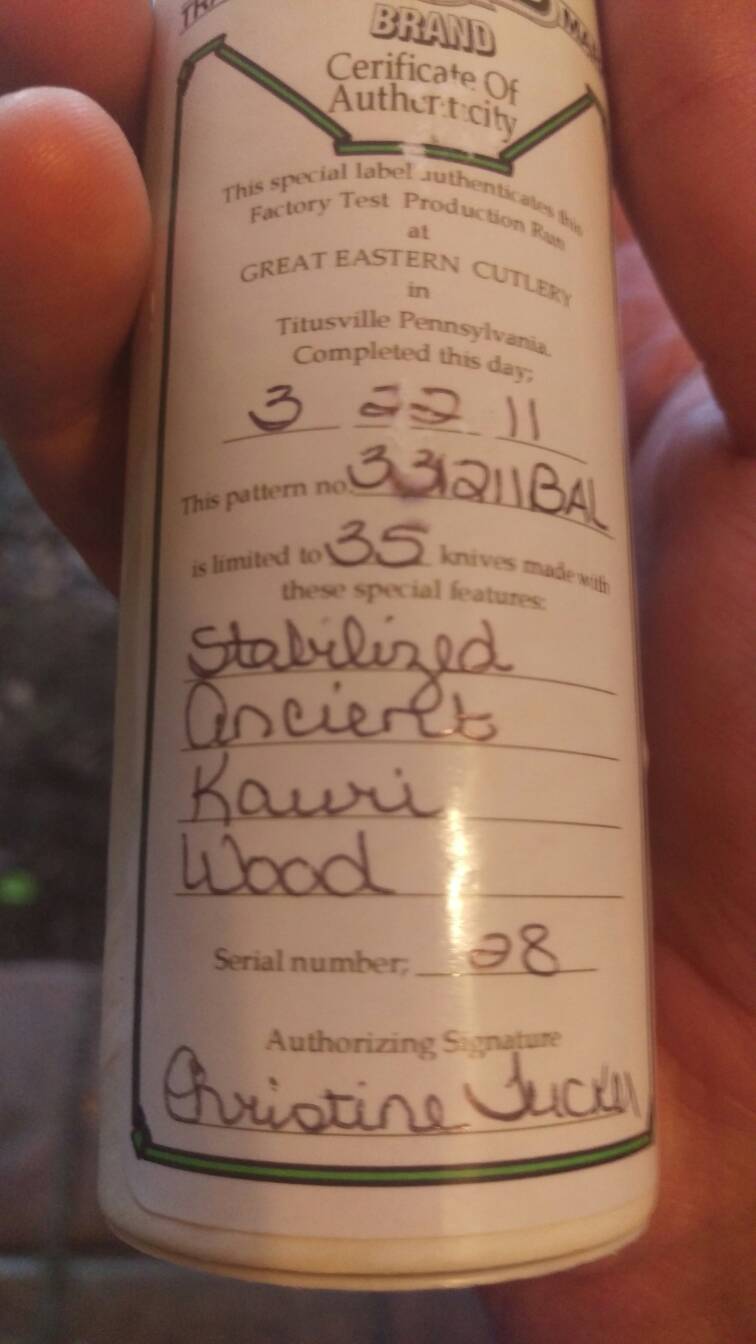 BRAND
Cerificate Of
Authenticity
This special label authenticates this
Factory Test Production Run
at
GREAT EASTERN CUTLERY
in
Titusville Pennsylvania.
Completed this day;
3 22 11
This pattern no. 331211BAL
is limited to 35 knives made with
these special features:
Stabilized
Ancient
Kauri
Wood
Serial number; 28
Authorizing Signature
Christine Tucker